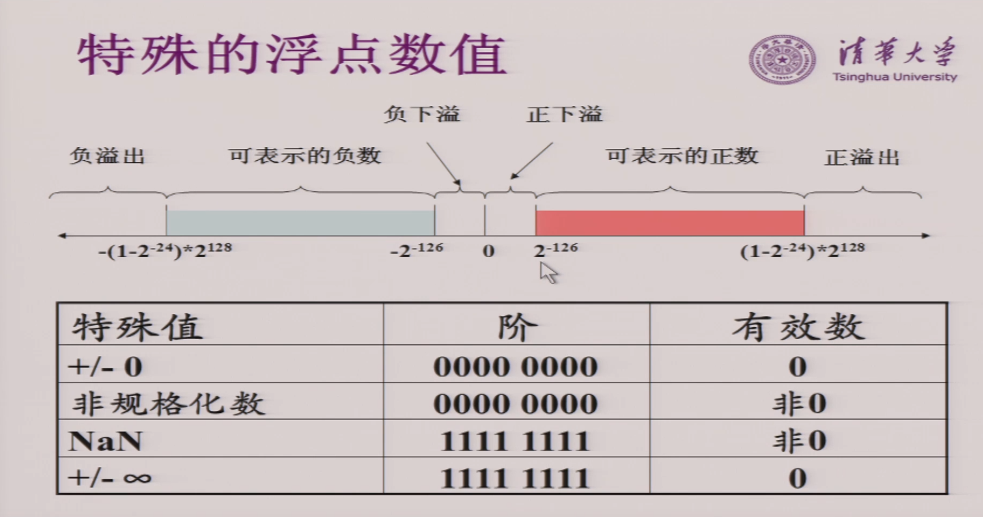 特殊的浮点数值
清华大学
Tsinghua University
负下溢 正下溢
负溢出 可表示的负数 可表示的正数 正溢出
-(1-2⁻²⁴)*2¹²⁸ -2⁻¹²⁶ 0 2⁻¹²⁶ (1-2⁻²⁴)*2¹²⁸
特殊值 阶 有效数
+/- 0 0000 0000 0
非规格化数 0000 0000 非0
NaN 1111 1111 非0
+/- ∞ 1111 1111 0